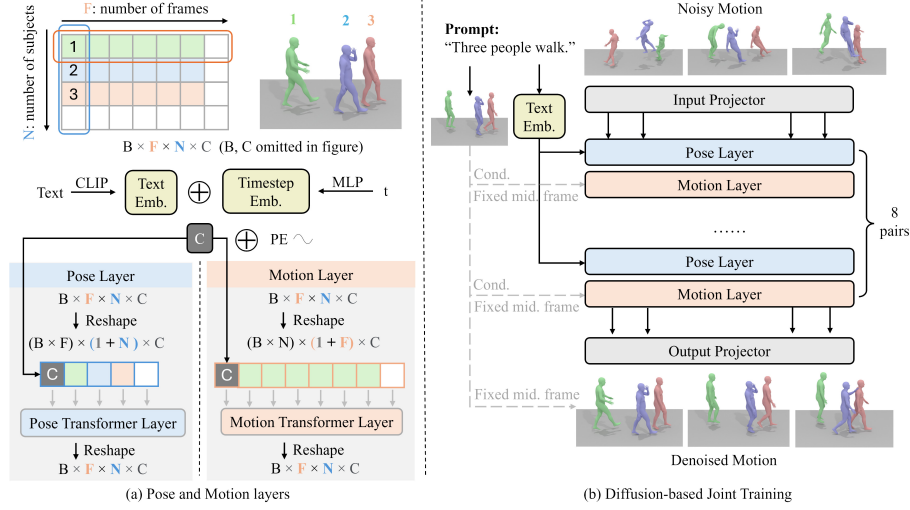 F: number of frames
N: number of subjects
1
2
3
1 2 3
B × F × N × C (B, C omitted in figure)
Text CLIP Text Emb. MLP t
Timestep Emb.
C PE
Pose Layer
B × F × N × C
Reshape
(B × F) × (1 + N) × C
C
Pose Transformer Layer
Reshape
B × F × N × C
Motion Layer
B × F × N × C
Reshape
(B × N) × (1 + F) × C
C
Motion Transformer Layer
Reshape
B × F × N × C
(a) Pose and Motion layers
Prompt:
“Three people walk.”
Noisy Motion
Text
Emb.
Input Projector
Pose Layer
Cond.
Motion Layer
Fixed mid. frame
......
8
pairs
Pose Layer
Cond.
Motion Layer
Fixed mid. frame
Output Projector
Fixed mid. frame
Denoised Motion
(b) Diffusion-based Joint Training